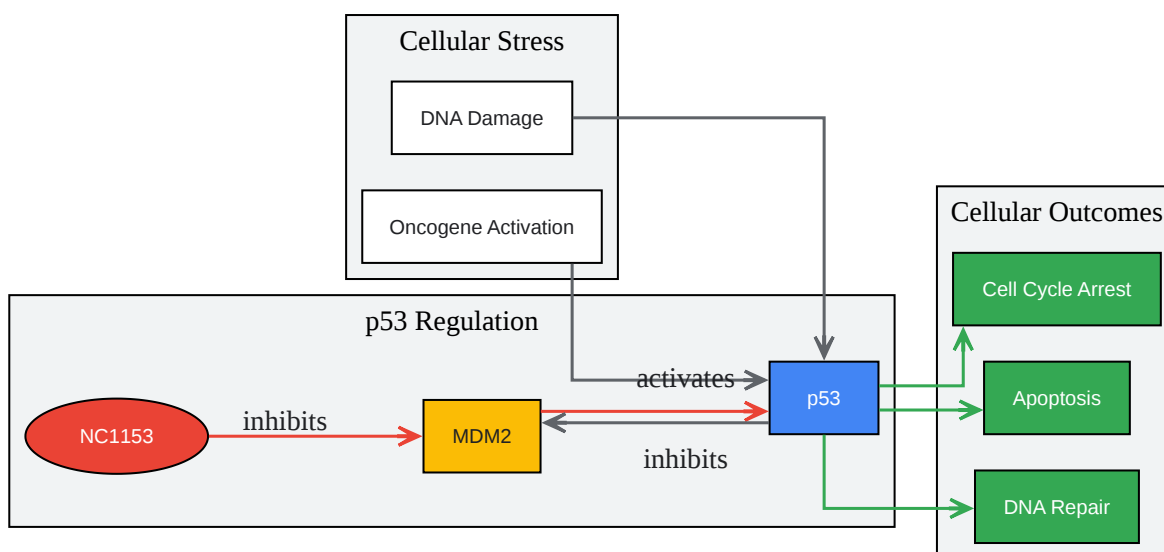 Cellular Stress
DNA Damage
Oncogene Activation
Cellular Outcomes
Cell Cycle Arrest
p53 Regulation
activates
p53
Apoptosis
NC1153
inhibits
MDM2
inhibits
DNA Repair